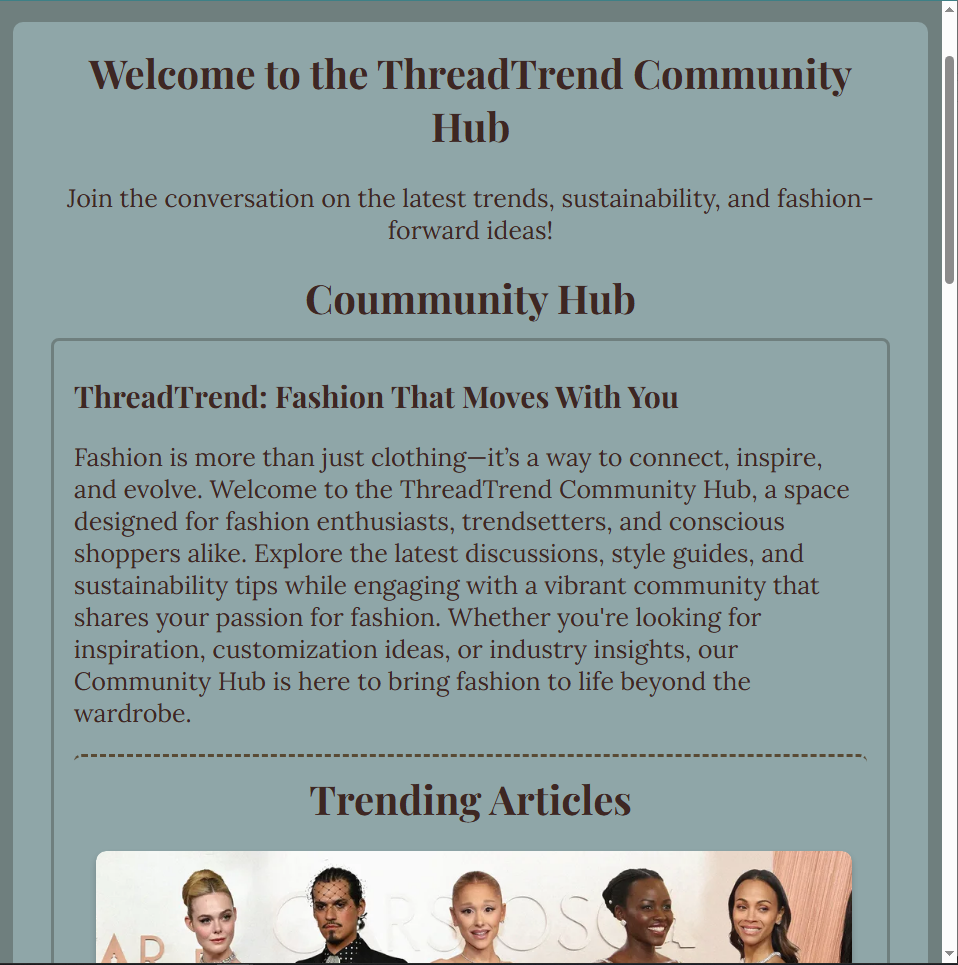 Welcome to the ThreadTrend Community
Hub
Join the conversation on the latest trends, sustainability, and fashion-
forward ideas!
Coummunity Hub
ThreadTrend: Fashion That Moves With You
Fashion is more than just clothing—it’s a way to connect, inspire,
and evolve. Welcome to the ThreadTrend Community Hub, a space
designed for fashion enthusiasts, trendsetters, and conscious
shoppers alike. Explore the latest discussions, style guides, and
sustainability tips while engaging with a vibrant community that
shares your passion for fashion. Whether you're looking for
inspiration, customization ideas, or industry insights, our
Community Hub is here to bring fashion to life beyond the
wardrobe.
Trending Articles